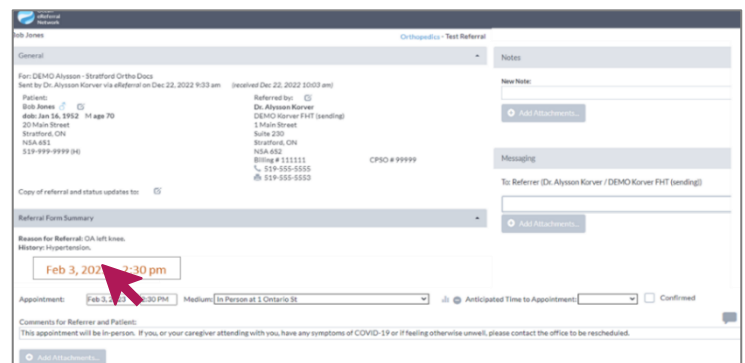 eReferral
Network
Bob Jones
Orthopedics › Test Referral
General
For: DEMO Alysson - Stratford Ortho Docs
Sent by Dr. Alysson Korver via eReferral on Dec 22, 2022 9:33 am (received Dec 22, 2022 10:03 am)
Patient:
Bob Jones
dob: Jan 16, 1952 M age 70
20 Main Street
Stratford, ON
N5A 6S1
519-999-9999 (H)
Referred by:
Dr. Alysson Korver
DEMO Korver FHT (sending)
1 Main Street
Suite 230
Stratford, ON
N5A 6S2
Billing # 111111 CPSO # 99999
519-555-5555
519-555-5553
Copy of referral and status updates to:
Referral Form Summary
Reason for Referral: OA left knee.
History: Hypertension.
Feb 3, 2:30 pm
Appointment: Feb 3, 2:30 PM Medium: In Person at 1 Ontario St Anticipated Time to Appointment: Confirmed
Comments for Referrer and Patient:
This appointment will be in-person. If you, or your caregiver attending with you, have any symptoms of COVID-19 or if feeling otherwise unwell, please contact the office to be rescheduled.
Add Attachments...
Notes
New Note:
Add Attachments...
Messaging
To: Referrer (Dr. Alysson Korver / DEMO Korver FHT (sending))
Add Attachments...